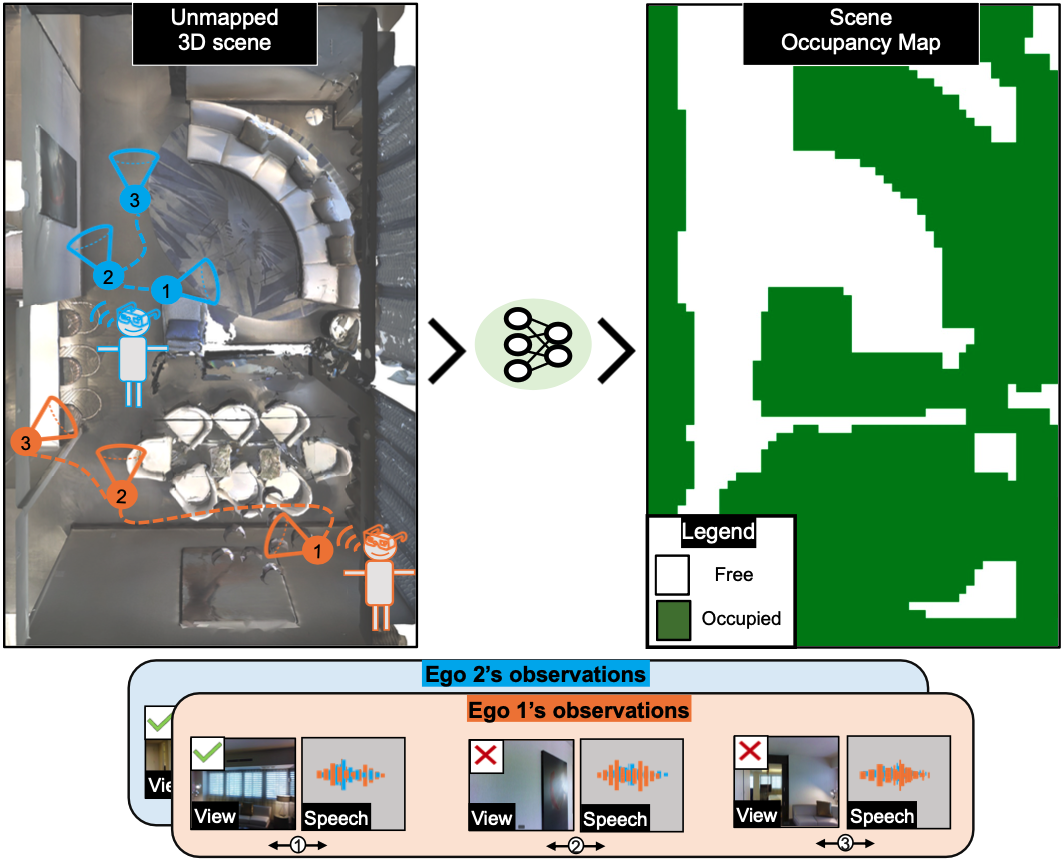 Unmapped
3D scene
Scene
Occupancy Map
3
2
1
3
2
1
Legend
Free
Occupied
Ego 2's observations
Ego 1's observations
Vie
View
Speech
View
Speech
View
Speech
1
2
3